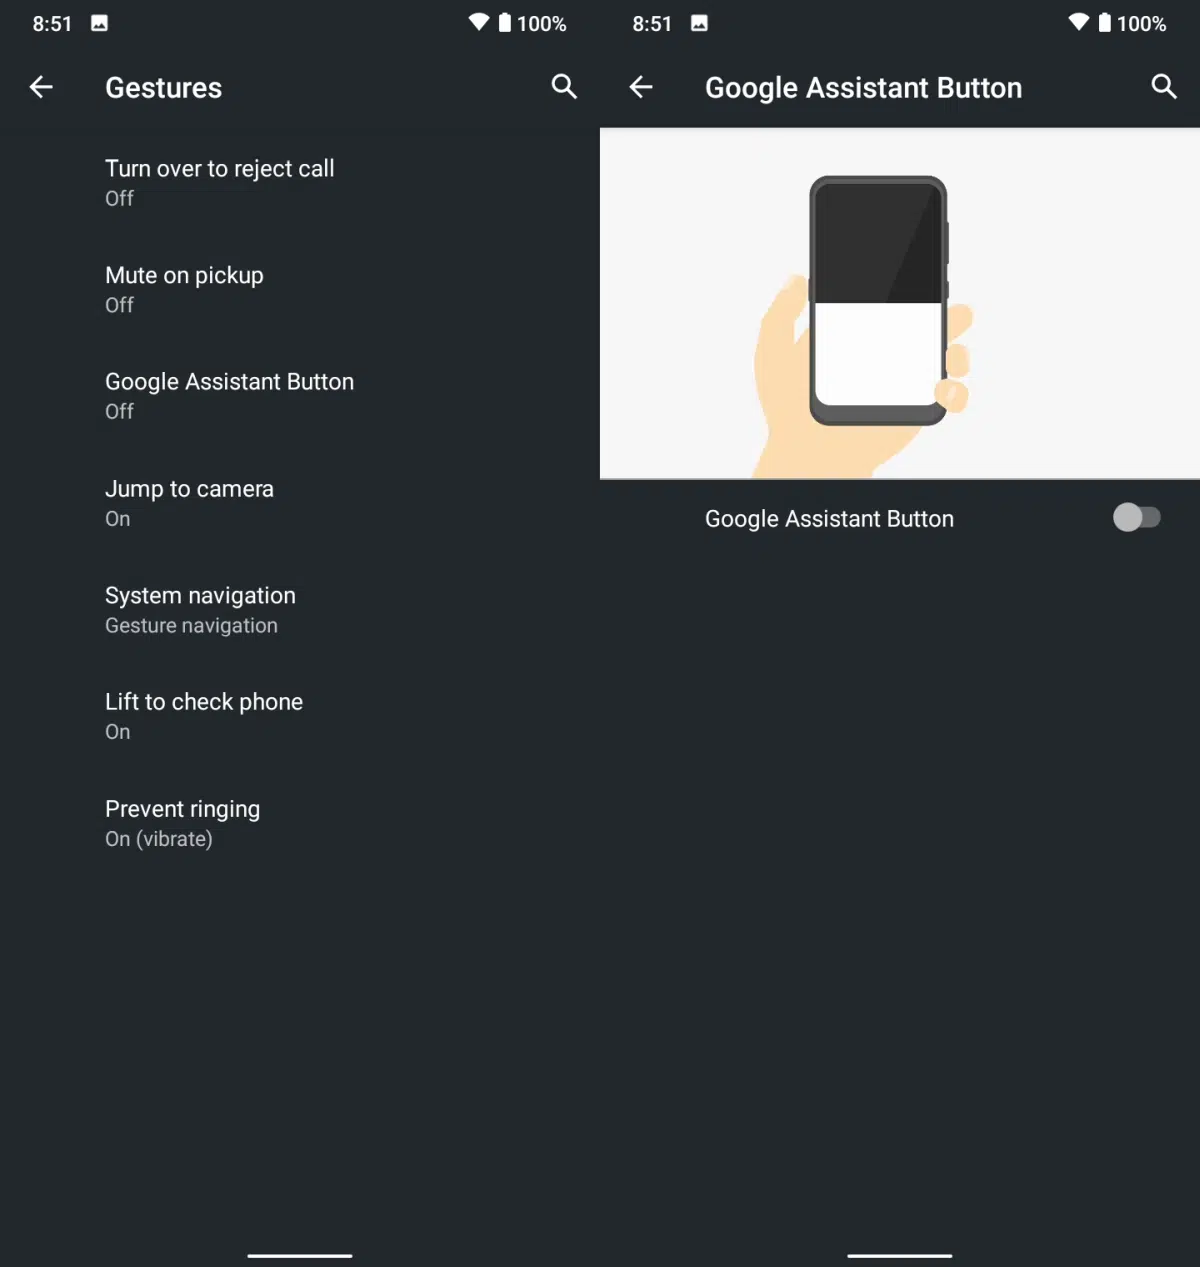 8:51 100%
Gestures
Turn over to reject call
Off
Mute on pickup
Off
Google Assistant Button
Off
Jump to camera
On
System navigation
Gesture navigation
Lift to check phone
On
Prevent ringing
On (vibrate)
8:51 100%
Google Assistant Button
Google Assistant Button